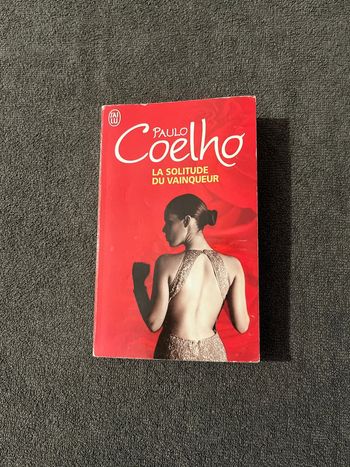 J'AI
LU
PAULO
Coelho
LA SOLITUDE
DU VAINQUEUR